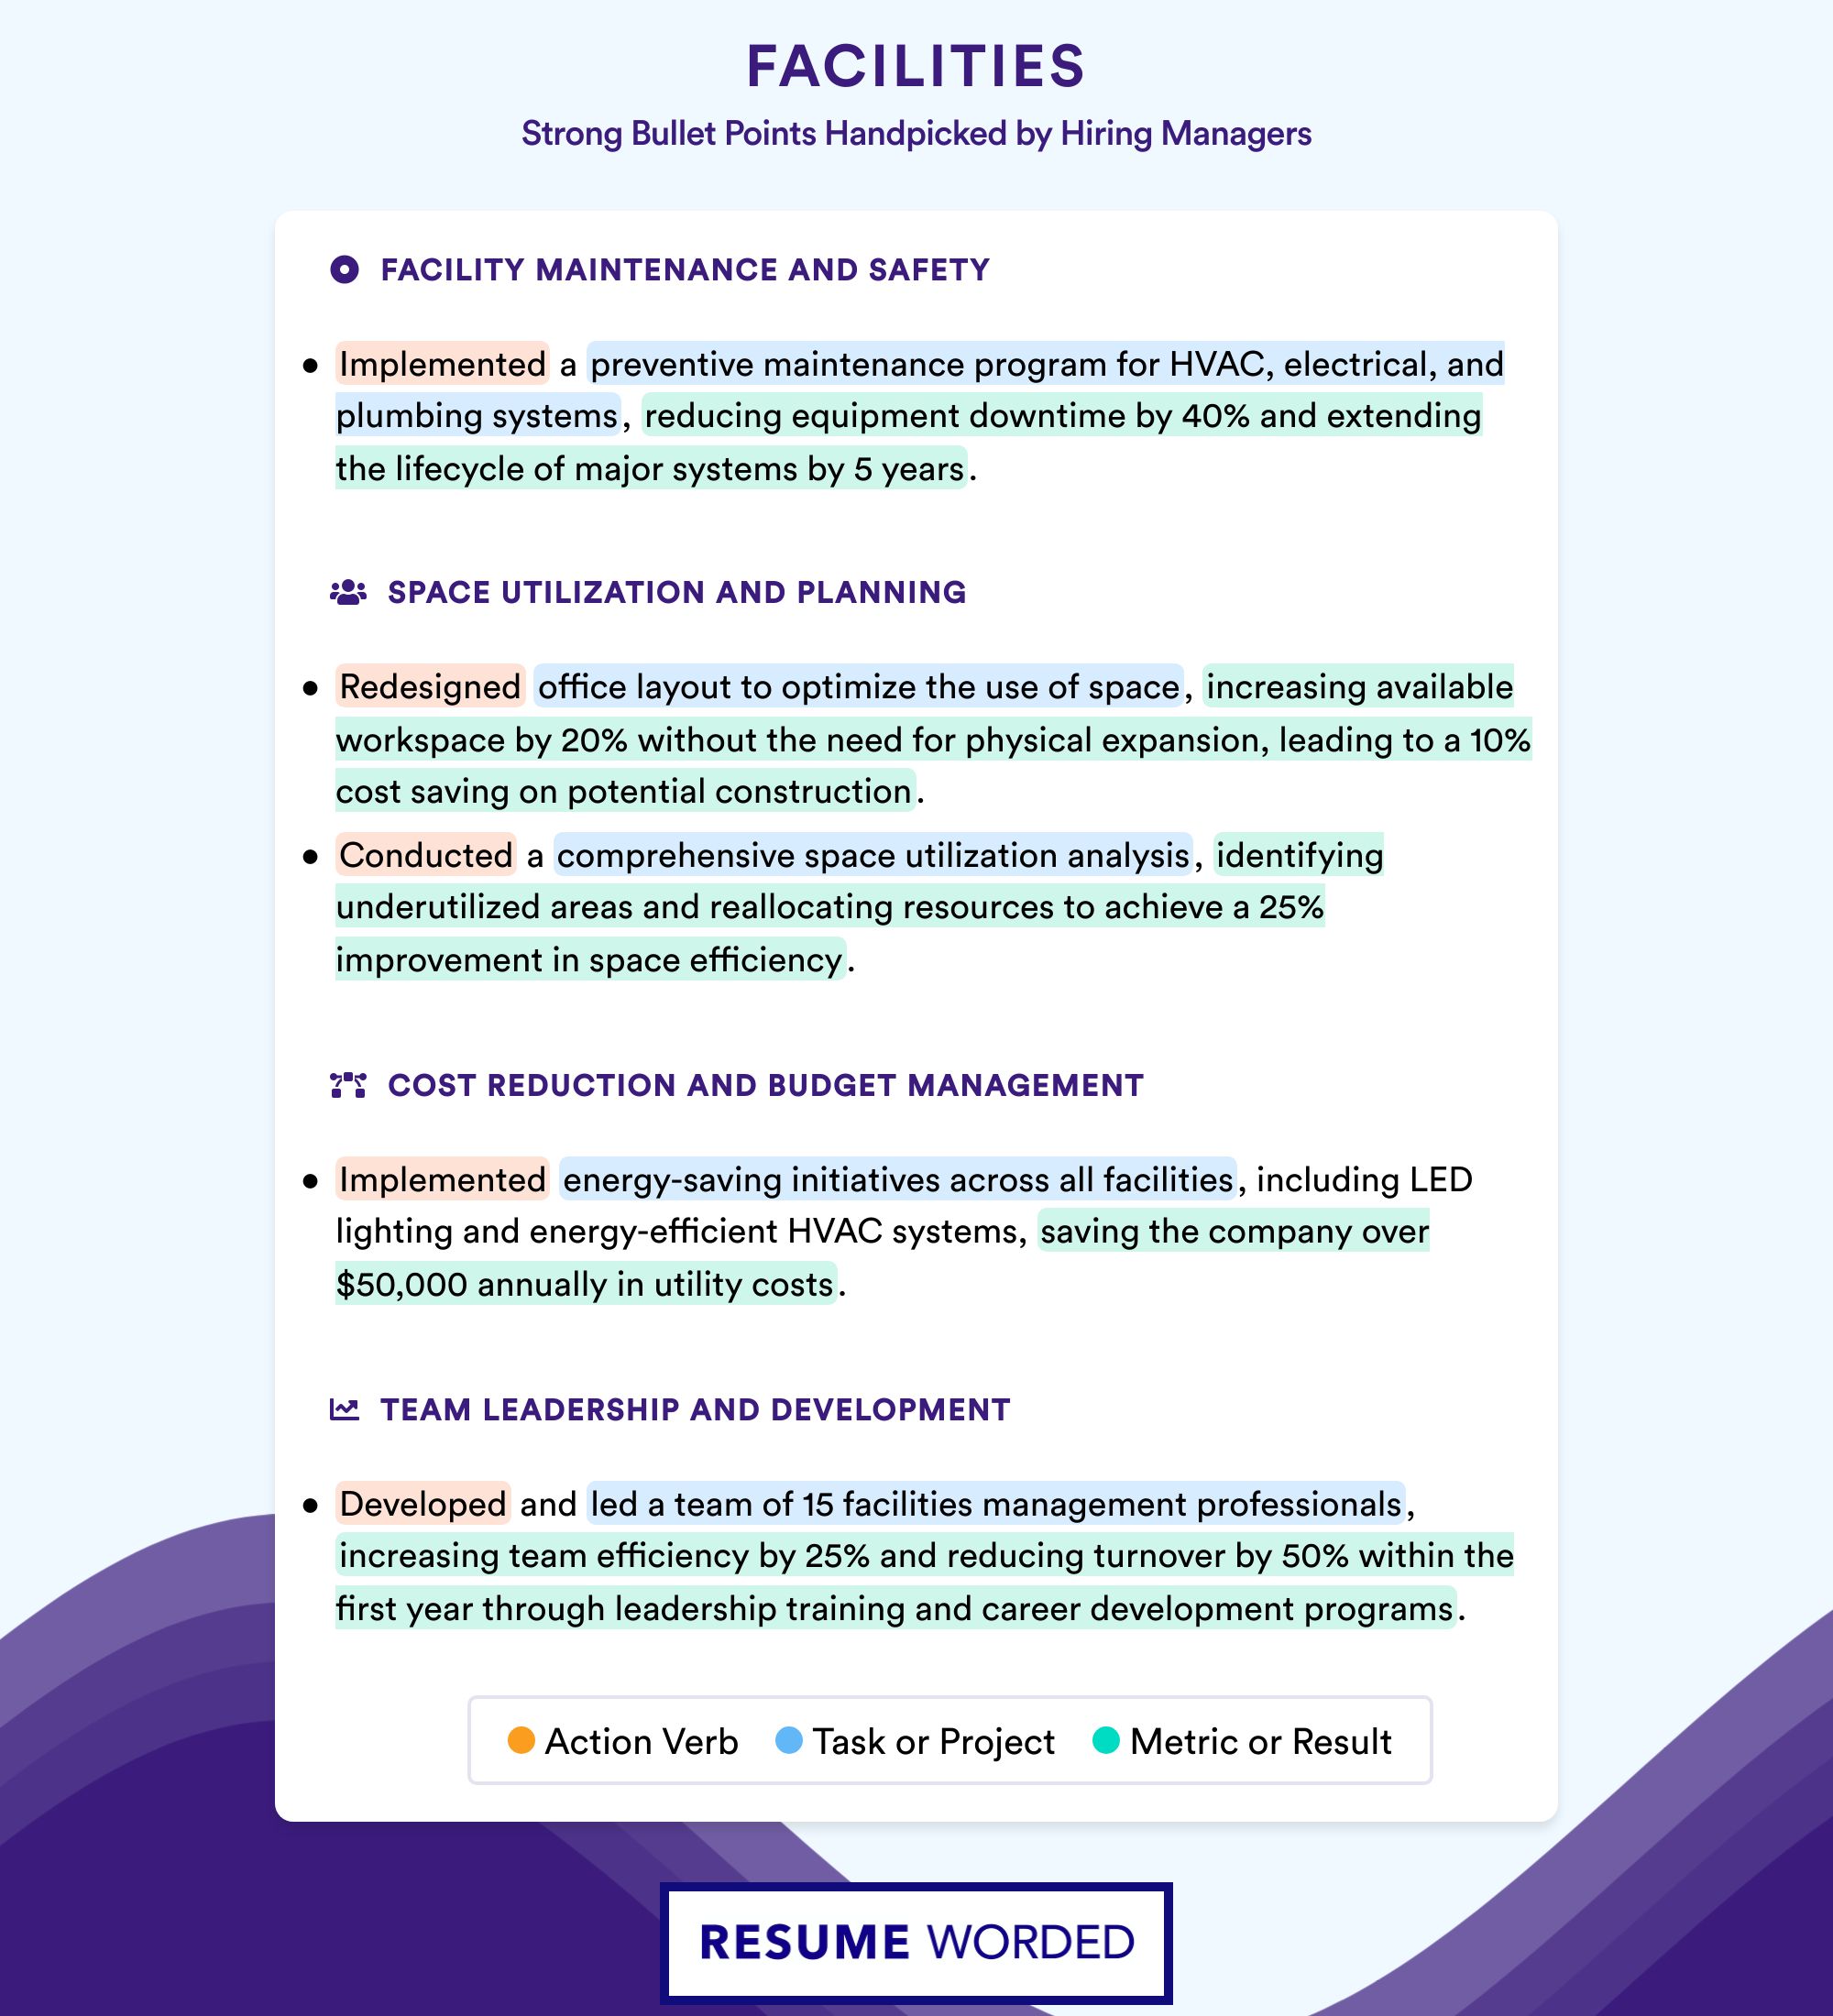 FACILITIES
Strong Bullet Points Handpicked by Hiring Managers
FACILITY MAINTENANCE AND SAFETY
● Implemented a preventive maintenance program for HVAC, electrical, and
plumbing systems, reducing equipment downtime by 40% and extending
the lifecycle of major systems by 5 years.
SPACE UTILIZATION AND PLANNING
● Redesigned office layout to optimize the use of space, increasing available
workspace by 20% without the need for physical expansion, leading to a 10%
cost saving on potential construction.
● Conducted a comprehensive space utilization analysis, identifying
underutilized areas and reallocating resources to achieve a 25%
improvement in space efficiency.
COST REDUCTION AND BUDGET MANAGEMENT
● Implemented energy-saving initiatives across all facilities, including LED
lighting and energy-efficient HVAC systems, saving the company over
$50,000 annually in utility costs.
TEAM LEADERSHIP AND DEVELOPMENT
● Developed and led a team of 15 facilities management professionals,
increasing team efficiency by 25% and reducing turnover by 50% within the
first year through leadership training and career development programs.
Action Verb Task or Project Metric or Result
RESUME WORDED